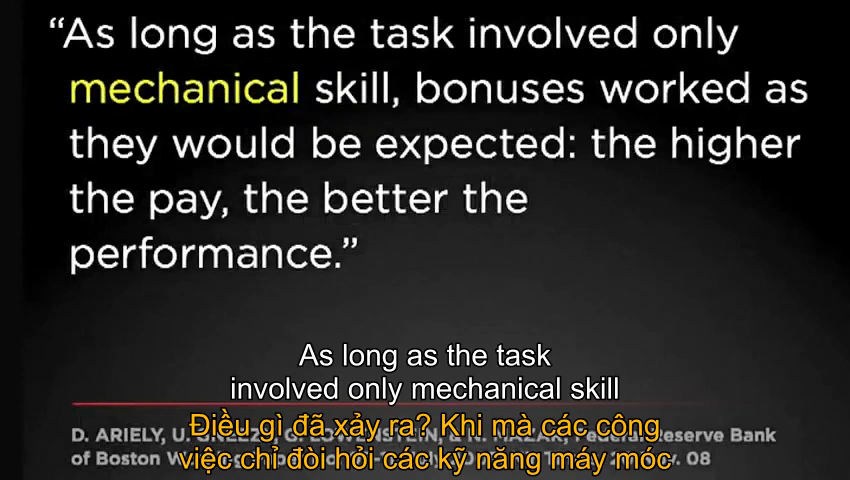 “As long as the task involved only
mechanical skill, bonuses worked as
they would be expected: the higher
the pay, the better the
performance.”
As long as the task
involved only mechanical skill
Điều gì đã xảy ra? Khi mà các công
việc chỉ đòi hỏi các kỹ năng máy móc
D. ARIELY, U. Federal Reserve Bank
of Boston 08